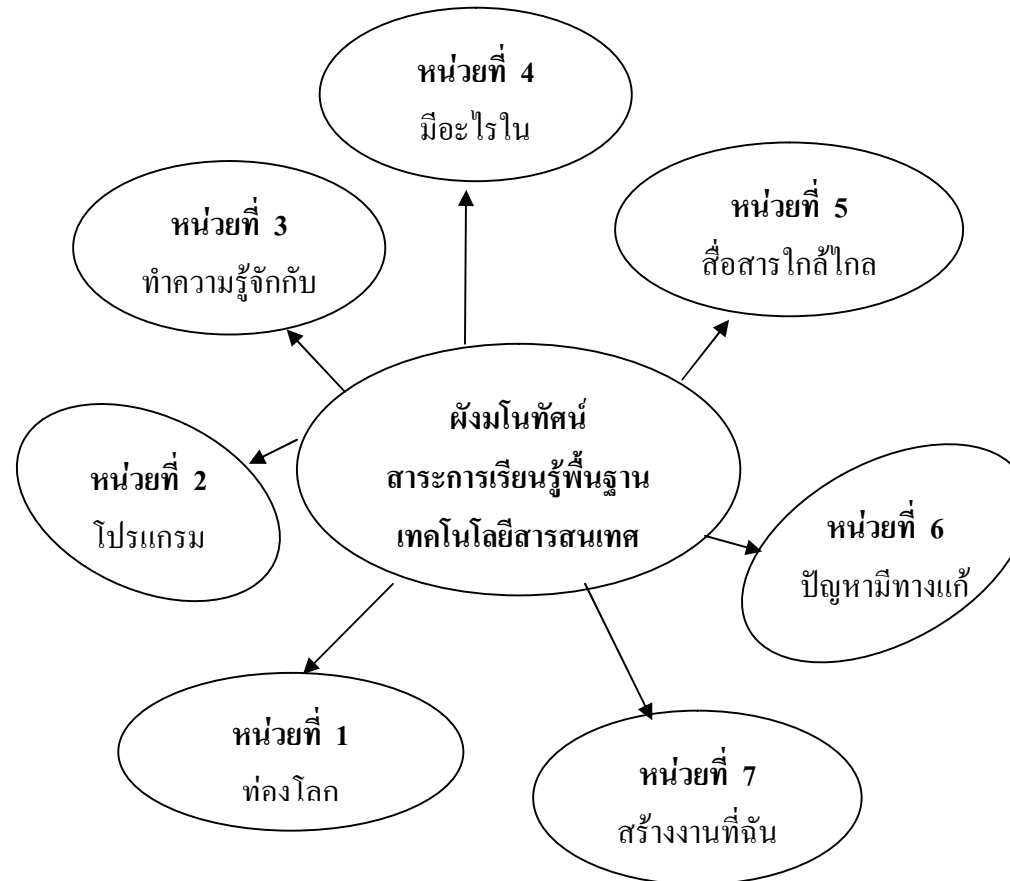 หน่วยที่ 4
มีอะไรใน
หน่วยที่ 3
ทำความรู้จักกับ
หน่วยที่ 5
สื่อสารใกล้ไกล
ผังมโนทัศน์
สาระการเรียนรู้พื้นฐาน
เทคโนโลยีสารสนเทศ
หน่วยที่ 2
โปรแกรม
หน่วยที่ 6
ปัญหามีทางแก้
หน่วยที่ 1
ท่องโลก
หน่วยที่ 7
สร้างงานที่ฉัน